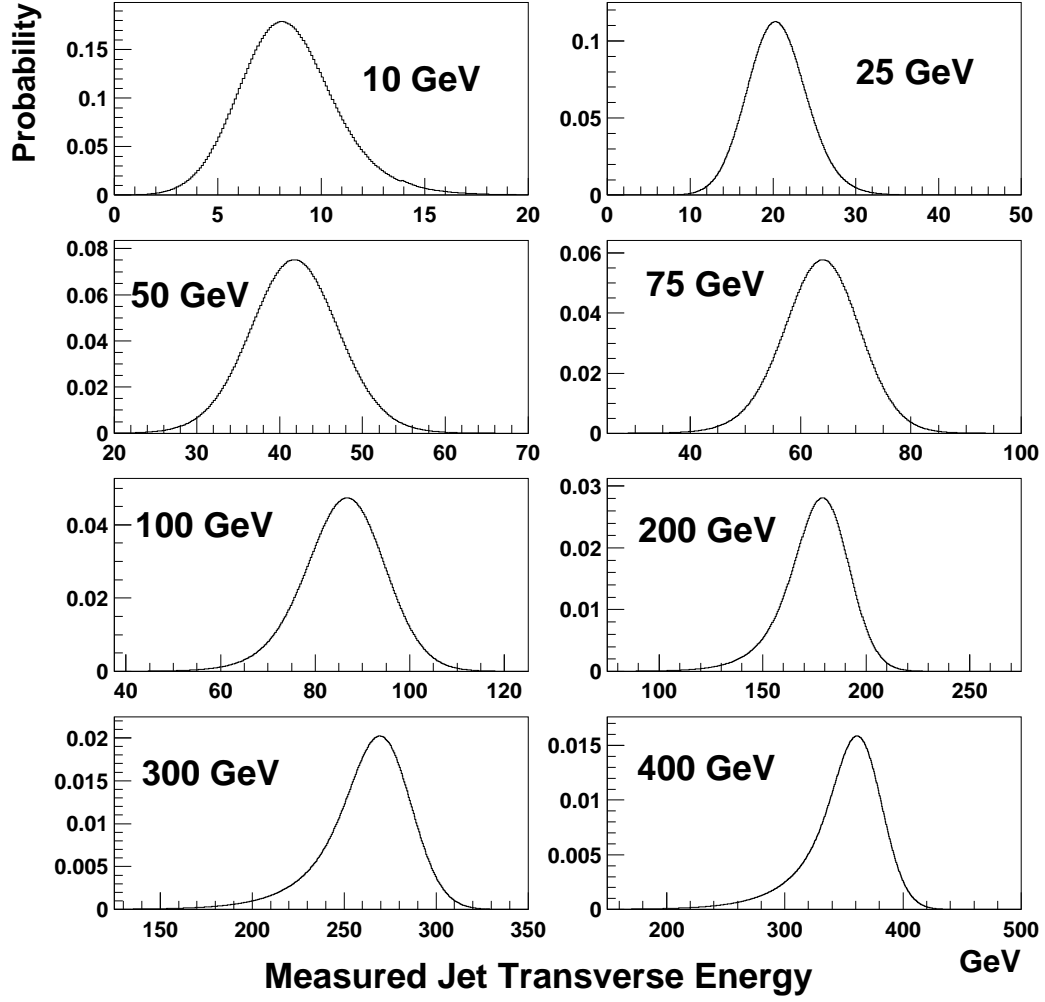 Probability
0.15
0.1
0.05
0
10 GeV
0 5 10 15 20
0.1
0.05
0
25 GeV
0 10 20 30 40 50
0.08
0.06
0.04
0.02
0
50 GeV
20 30 40 50 60 70
0.06
0.04
0.02
0
75 GeV
40 60 80 100
0.04
0.02
0
100 GeV
40 60 80 100 120
0.03
0.02
0.01
0
200 GeV
100 150 200 250
0.02
0.015
0.01
0.005
0
300 GeV
150 200 250 300 350
0.015
0.01
0.005
0
400 GeV
200 300 400 500
Measured Jet Transverse Energy
GeV